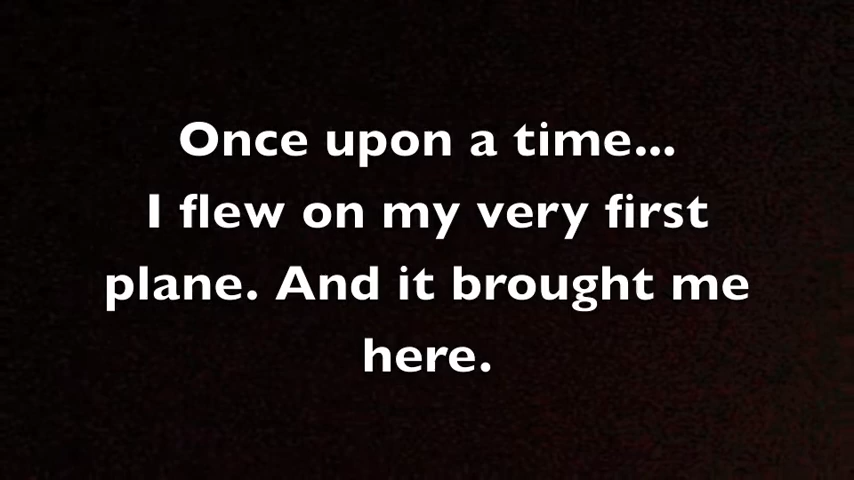 Once upon a time...
I flew on my very first
plane. And it brought me
here.